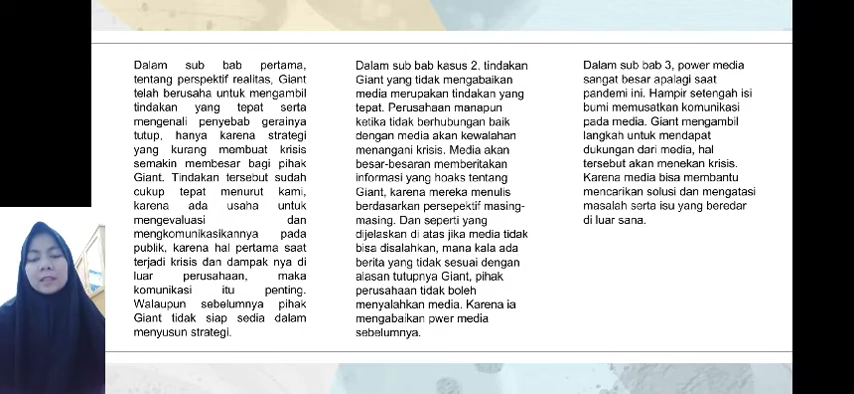 Dalam sub bab pertama,
tentang perspektif realitas, Giant
telah berusaha untuk mengambil
tindakan yang tepat serta
mengenali penyebab gerainya
tutup, hanya karena strategi
yang kurang membuat krisis
semakin membesar bagi pihak
Giant. Tindakan tersebut sudah
cukup tepat menurut kami,
karena ada usaha untuk
mengevaluasi dan
mengkomunikasikannya pada
publik, karena hal pertama saat
terjadi krisis dan dampak nya di
luar perusahaan, maka
komunikasi itu penting.
Walaupun sebelumnya pihak
Giant tidak siap sedia dalam
menyusun strategi.
Dalam sub bab kasus 2. tindakan
Giant yang tidak mengabaikan
media merupakan tindakan yang
tepat. Perusahaan manapun
ketika tidak berhubungan baik
dengan media akan kewalahan
menangani krisis. Media akan
besar-besaran memberitakan
informasi yang hoaks tentang
Giant, karena mereka menulis
berdasarkan persepektif masing-
masing. Dan seperti yang
dijelaskan di atas jika media tidak
bisa disalahkan, mana kala ada
berita yang tidak sesuai dengan
alasan tutupnya Giant, pihak
perusahaan tidak boleh
menyalahkan media. Karena ia
mengabaikan pwer media
sebelumnya.
Dalam sub bab 3, power media
sangat besar apalagi saat
pandemi ini. Hampir setengah isi
bumi memusatkan komunikasi
pada media. Giant mengambil
langkah untuk mendapat
dukungan dari media, hal
tersebut akan menekan krisis.
Karena media bisa membantu
mencarikan solusi dan mengatasi
masalah serta isu yang beredar
di luar sana.